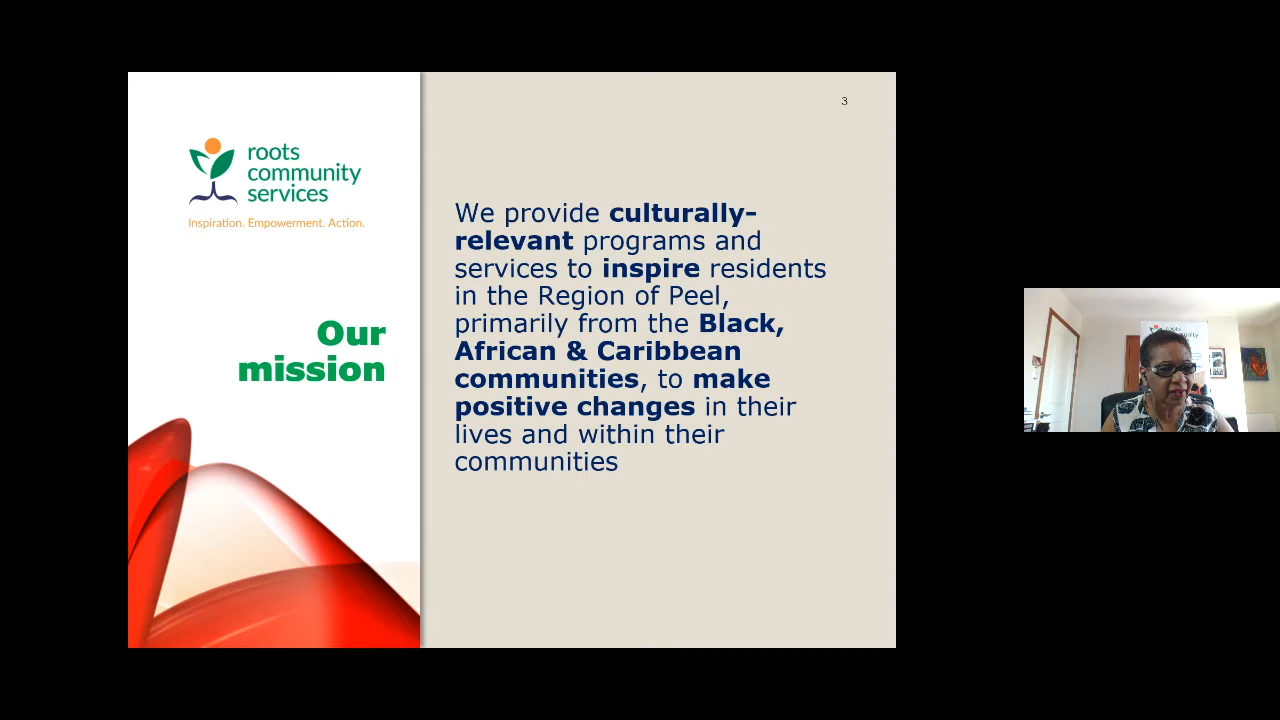 roots
community
services
Inspiration. Empowerment. Action.
Our
mission
3
We provide culturally-
relevant programs and
services to inspire residents
in the Region of Peel,
primarily from the Black,
African & Caribbean
communities, to make
positive changes in their
lives and within their
communities
roots